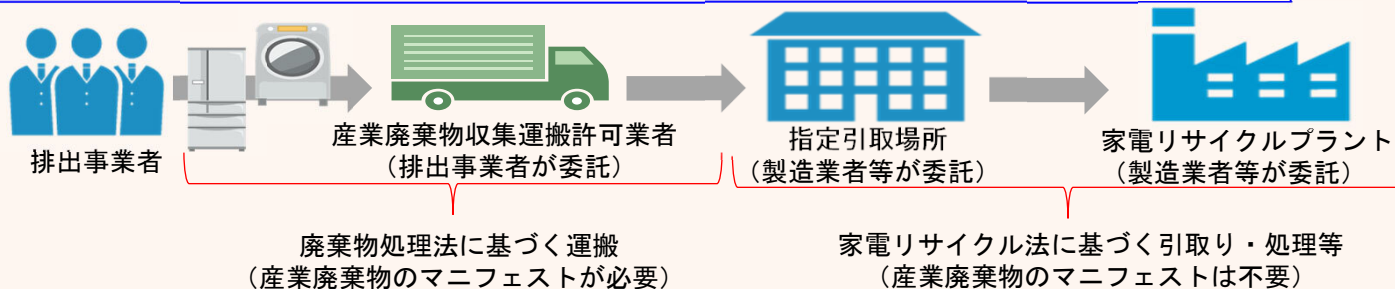 排出事業者
産業廃棄物収集運搬許可業者
（排出事業者が委託）
指定引取場所
（製造業者等が委託）
家電リサイクルプラント
（製造業者等が委託）
廃棄物処理法に基づく運搬
（産業廃棄物のマニフェストが必要）
家電リサイクル法に基づく引取り・処理等
（産業廃棄物のマニフェストは不要）